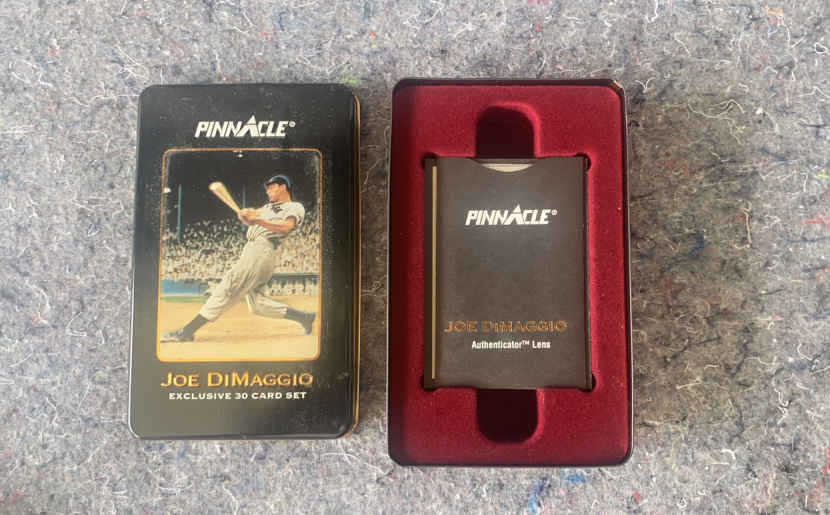 PINNACLE®
JOE DIMAGGIO
EXCLUSIVE 30 CARD SET
PINNACLE®
JOE DIMAGGIO
Authenticator™ Lens